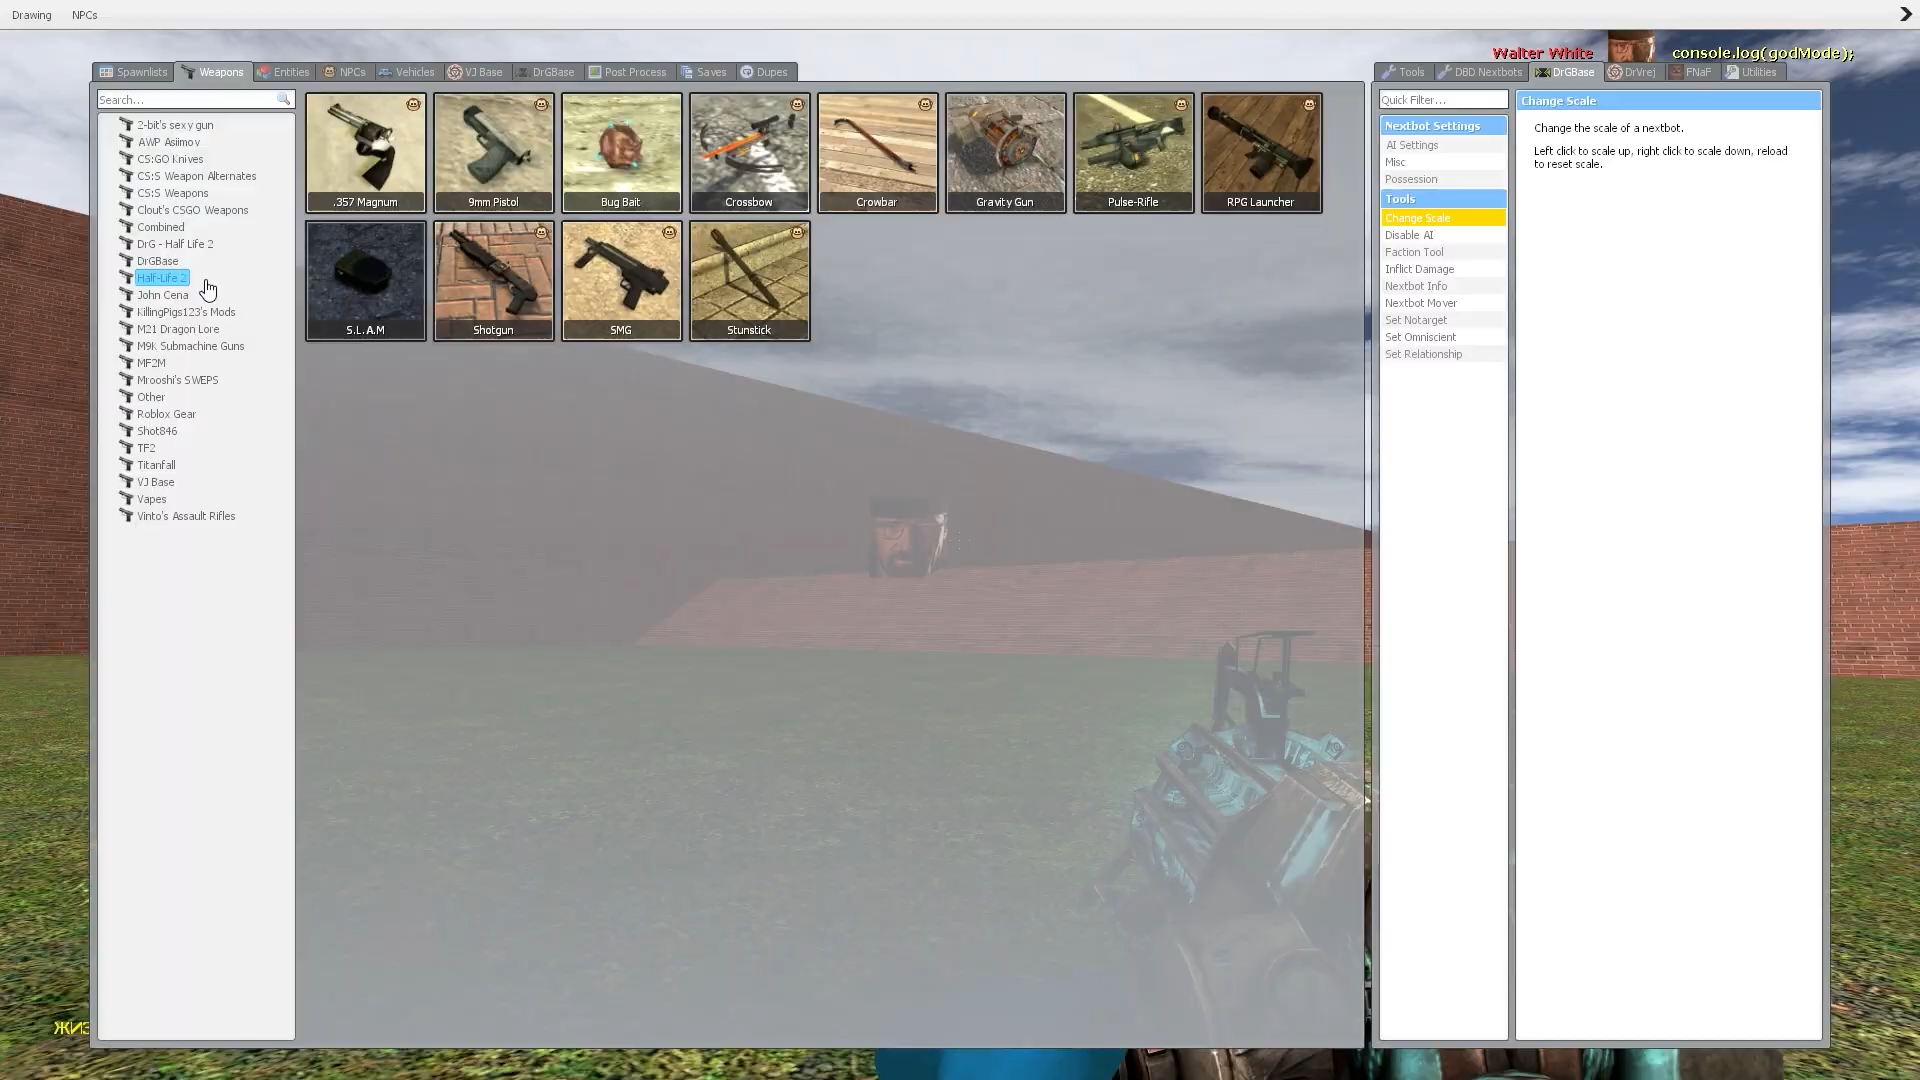 Drawing NPCs
Walter White console.log(godMode);
Spawnlists Weapons Entities NPCs Vehicles VJ Base DrGBase Post Process Saves Dupes
Tools DBD Nextbots DrGBase DrVrej FNaF Utilities
Search...
2-bit's sexy gun
AWP Asiimov
CS:GO Knives
CS:S Weapon Alternates
CS:S Weapons
Clout's CSGO Weapons
Combined
DrG - Half Life 2
DrGBase
Half-Life 2
John Cena
KillingPigs123's Mods
M21 Dragon Lore
M9K Submachine Guns
MF2M
Mrooshi's SWEPS
Other
Roblox Gear
Shot846
TF2
Titanfall
VJ Base
Vapes
Vinto's Assault Rifles
.357 Magnum 9mm Pistol Bug Bait Crossbow Crowbar Gravity Gun Pulse-Rifle RPG Launcher
S.L.A.M Shotgun SMG Stunstick
Quick Filter...
Nextbot Settings
AI Settings
Misc
Possession
Tools
Change Scale
Disable AI
Faction Tool
Inflict Damage
Nextbot Info
Nextbot Mover
Set Notarget
Set Omniscient
Set Relationship
Change Scale
Change the scale of a nextbot.
Left click to scale up, right click to scale down, reload
to reset scale.